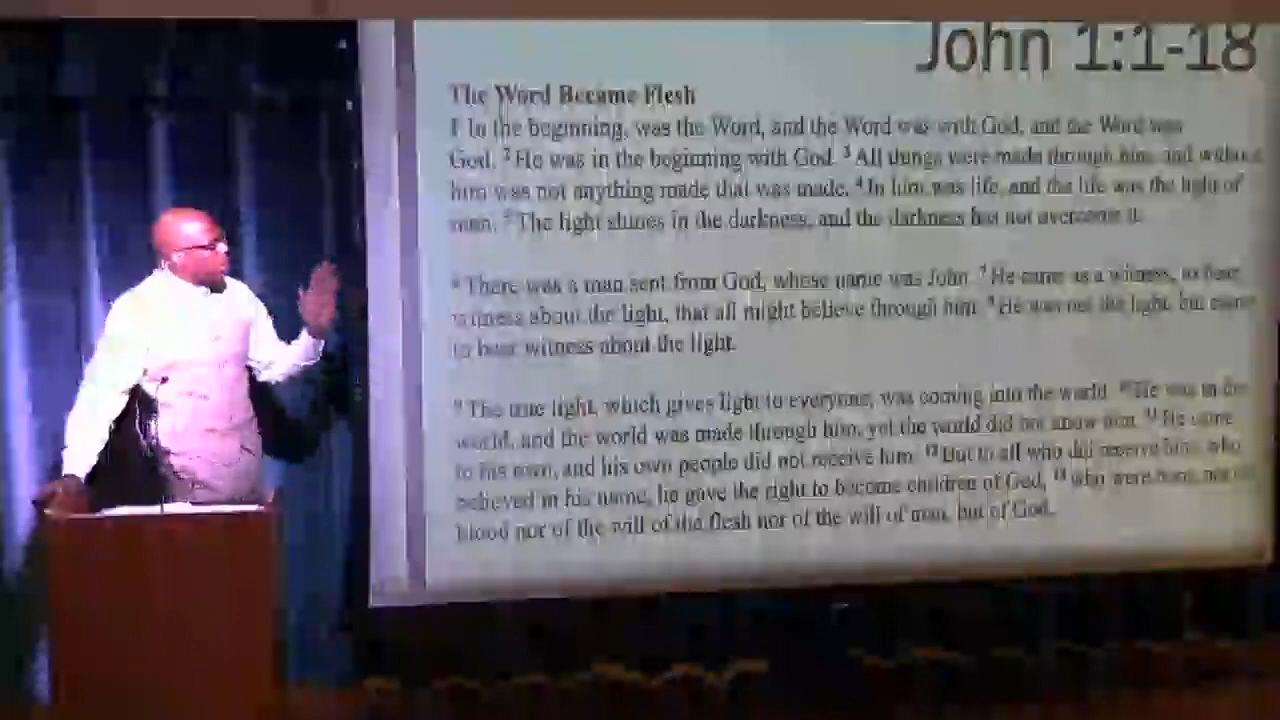 John 1:1-18
The Word Became Flesh
1 In the beginning, was the Word, and the Word was with God, and the Word was
God. 2 He was in the beginning with God. 3 All things were made through him, and without
him was not anything made that was made. 4 In him was life, and the life was the light of
men. 5 The light shines in the darkness, and the darkness has not overcome it.
6 There was a man sent from God, whose name was John. 7 He came as a witness, to bear
witness about the light, that all might believe through him. 8 He was not the light, but came
to bear witness about the light.
9 The true light, which gives light to everyone, was coming into the world. 10 He was in the
world, and the world was made through him, yet the world did not know him. 11 He came
to his own, and his own people did not receive him. 12 But to all who did receive him, who
believed in his name, he gave the right to become children of God, 13 who were born, not of
blood nor of the will of the flesh nor of the will of man, but of God.